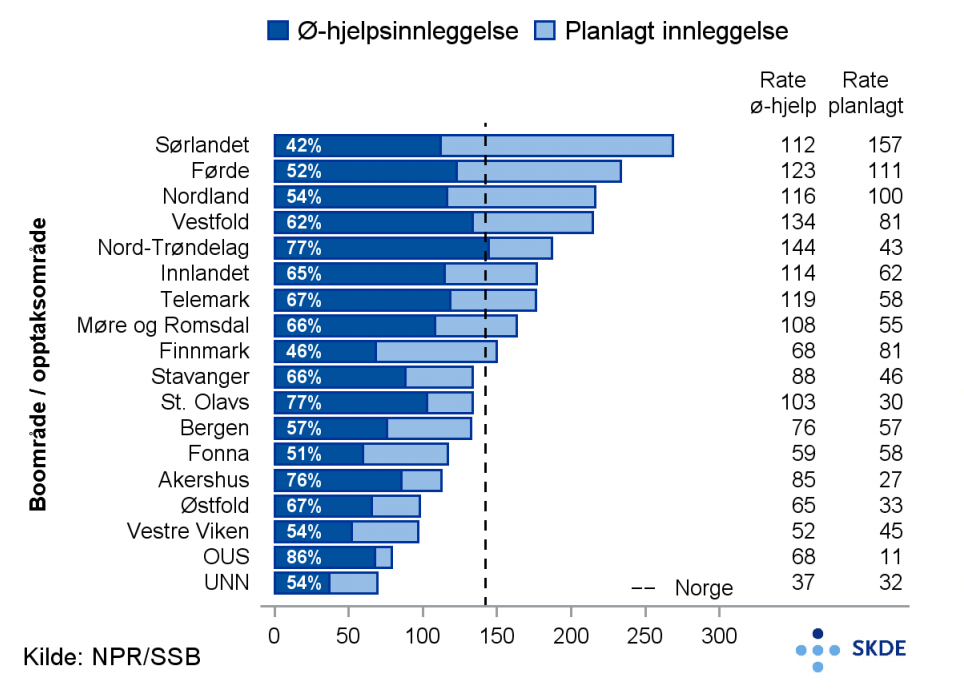 Ø-hjelpsinnleggelse Planlagt innleggelse
Rate Rate
ø-hjelp planlagt
Boområde / opptaksområde
Sørlandet 42% 112 157
Førde 52% 123 111
Nordland 54% 116 100
Vestfold 62% 134 81
Nord-Trøndelag 77% 144 43
Innlandet 65% 114 62
Telemark 67% 119 58
Møre og Romsdal 66% 108 55
Finnmark 46% 68 81
Stavanger 66% 88 46
St. Olavs 77% 103 30
Bergen 57% 76 57
Fonna 51% 59 58
Akershus 76% 85 27
Østfold 67% 65 33
Vestre Viken 54% 52 45
OUS 86% 68 11
UNN 54% 37 32
-- Norge
0 50 100 150 200 250 300
Kilde: NPR/SSB
SKDE